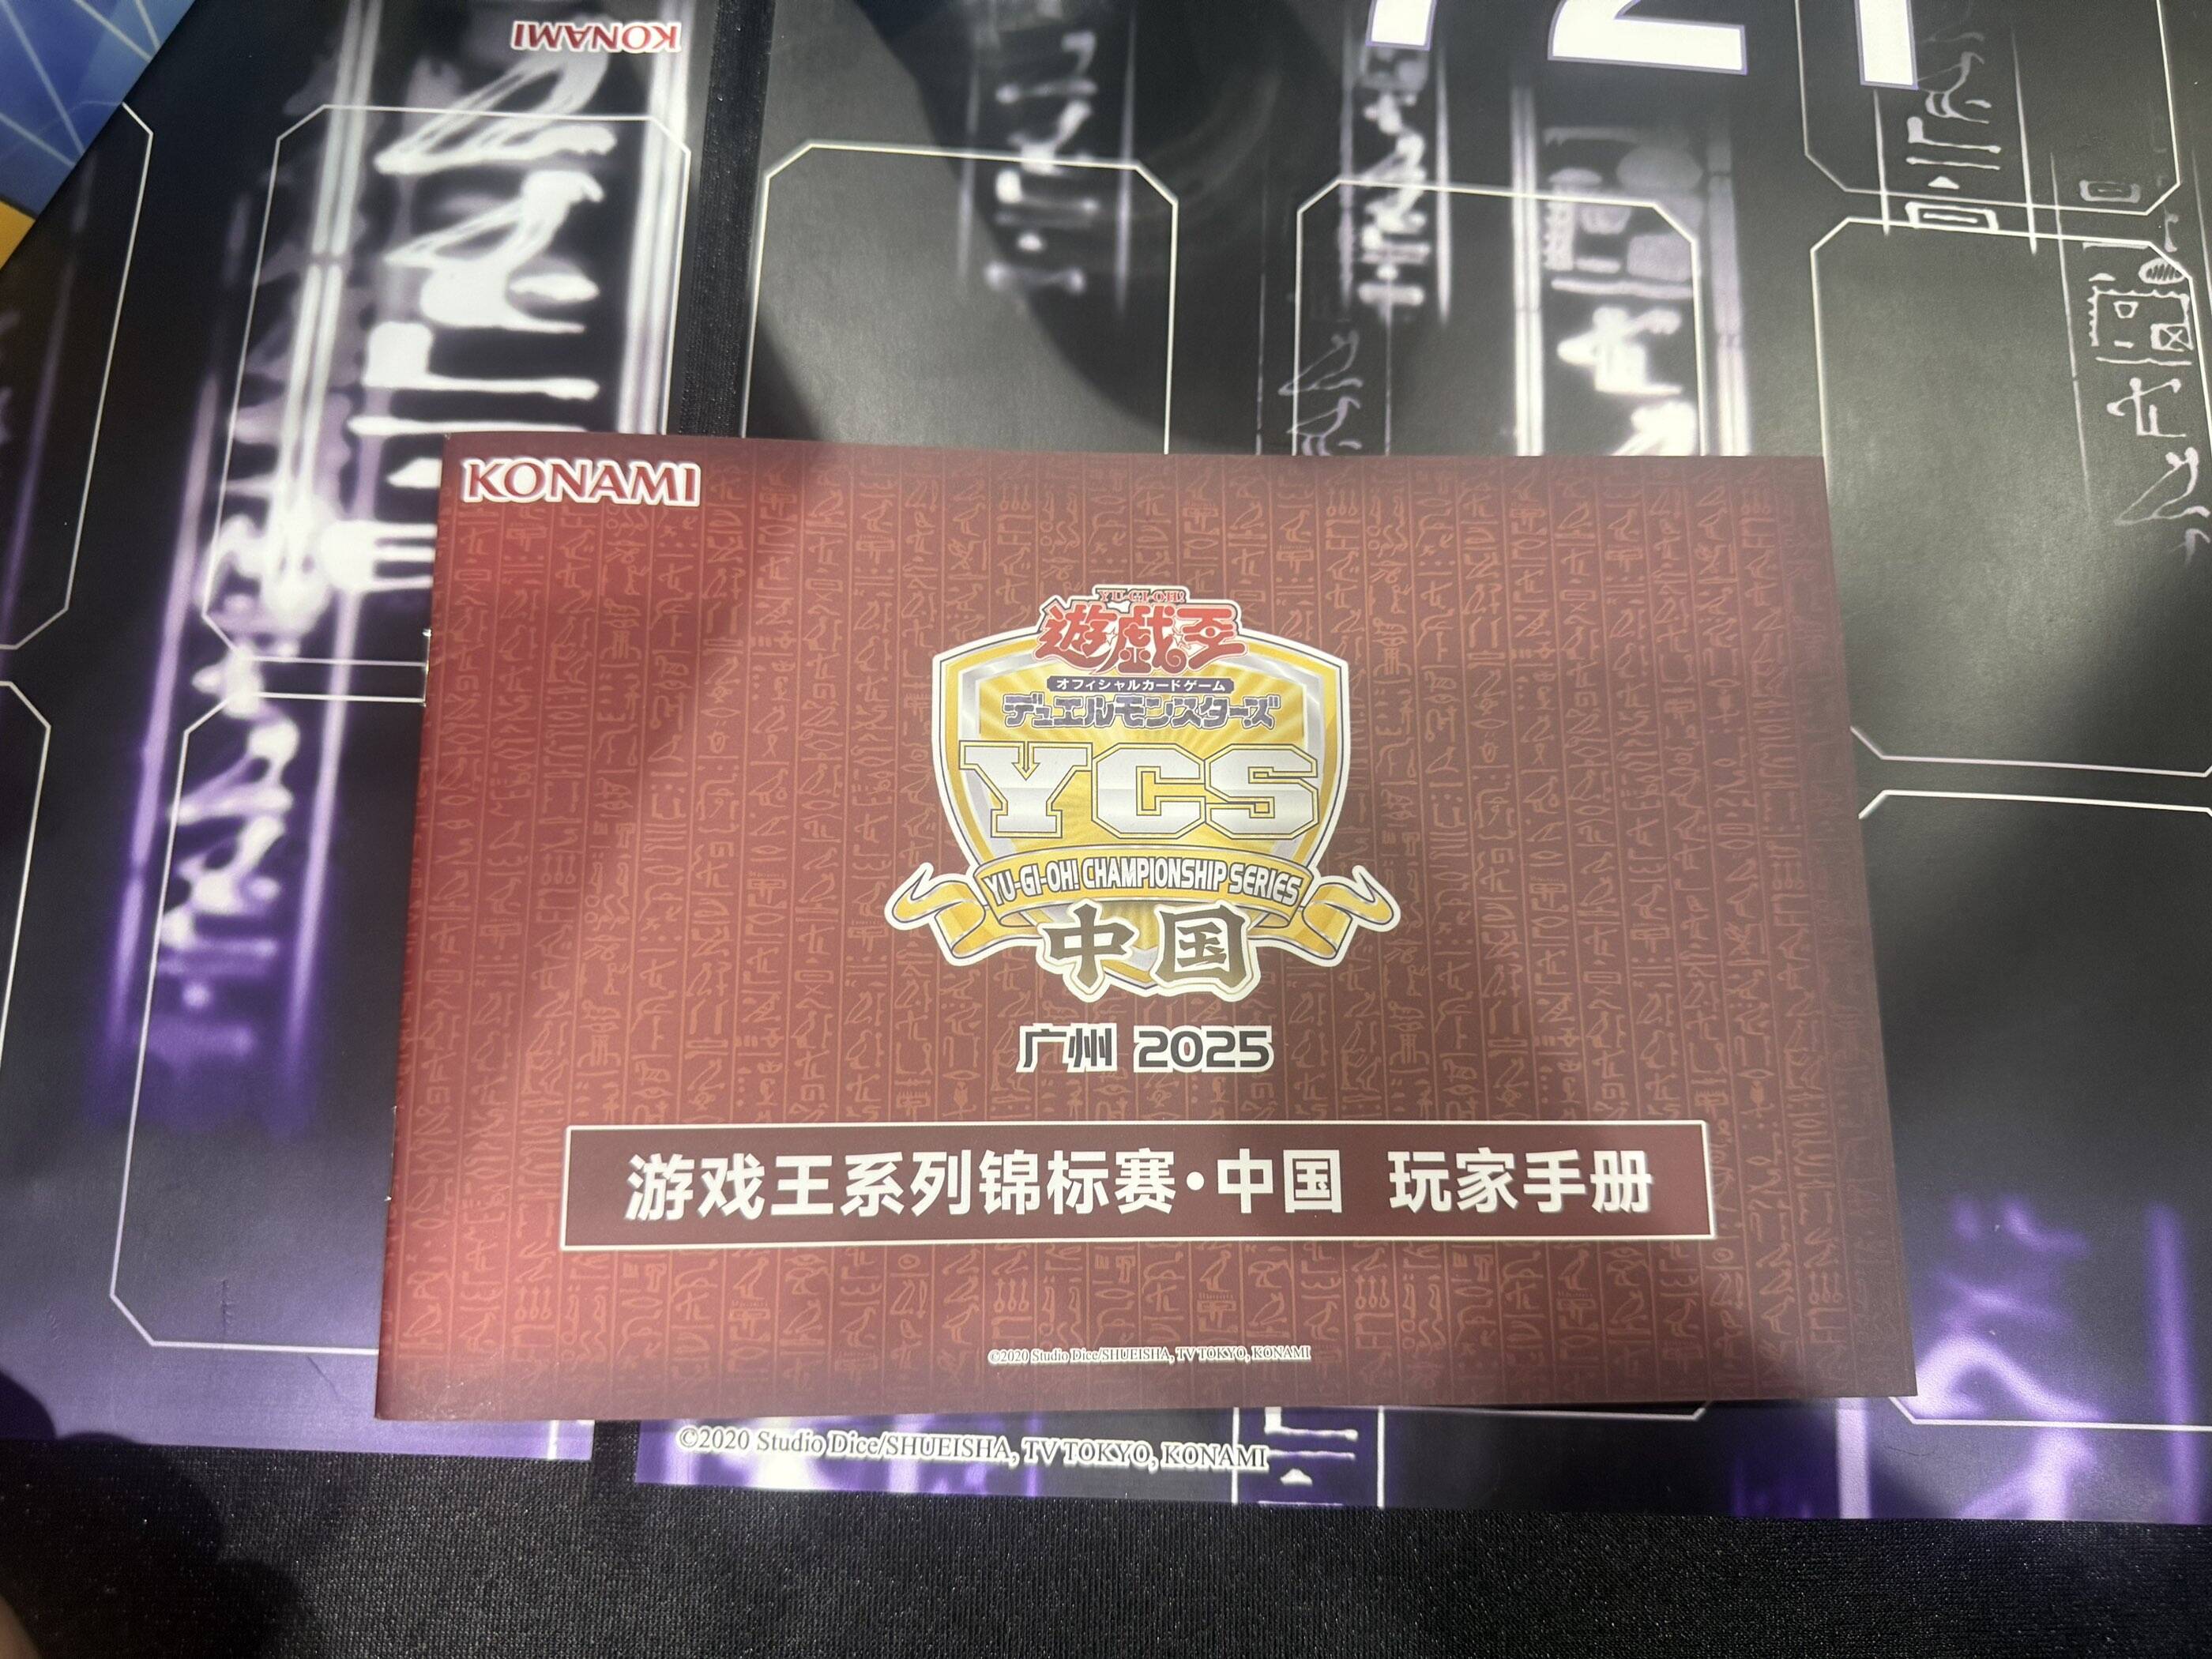 KONAMI
KONAMI
YU-GI-OH!
遊戯王
オフィシャルカードゲーム
デュエルモンスターズ
YCS
YU-GI-OH! CHAMPIONSHIP SERIES
中国
广州 2025
游戏王系列锦标赛·中国 玩家手册
©2020 Studio Dice/SHUEISHA, TV TOKYO, KONAMI
©2020 Studio Dice/SHUEISHA, TV TOKYO, KONAMI